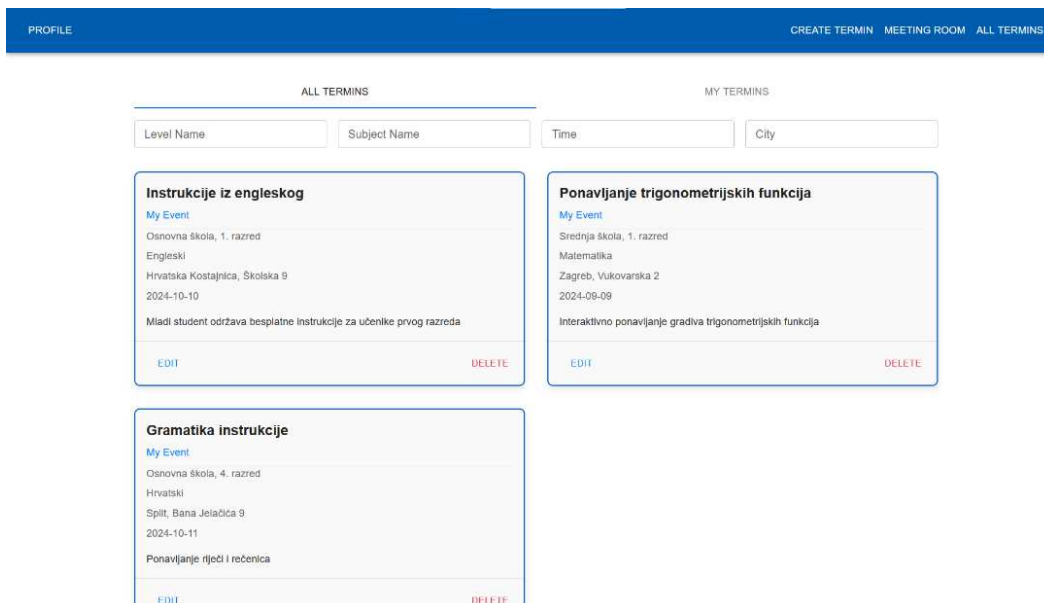 PROFILE
CREATE TERMIN MEETING ROOM ALL TERMINS
ALL TERMINS
MY TERMINS
Level Name
Subject Name
Time
City
Instrukcije iz engleskog
My Event
Osnovna škola, 1. razred
Engleski
Hrvatska Kostajnica, Školska 9
2024-10-10
Mladi student održava besplatne instrukcije za učenike prvog razreda
EDIT
DELETE
Ponavljanje trigonometrijskih funkcija
My Event
Srednja škola, 1. razred
Matematika
Zagreb, Vukovarska 2
2024-09-09
Interaktivno ponavljanje gradiva trigonometrijskih funkcija
EDIT
DELETE
Gramatika instrukcije
My Event
Osnovna škola, 4. razred
Hrvatski
Split, Bana Jelačića 9
2024-10-11
Ponavljanje riječi i rečenica
EDIT
DELETE